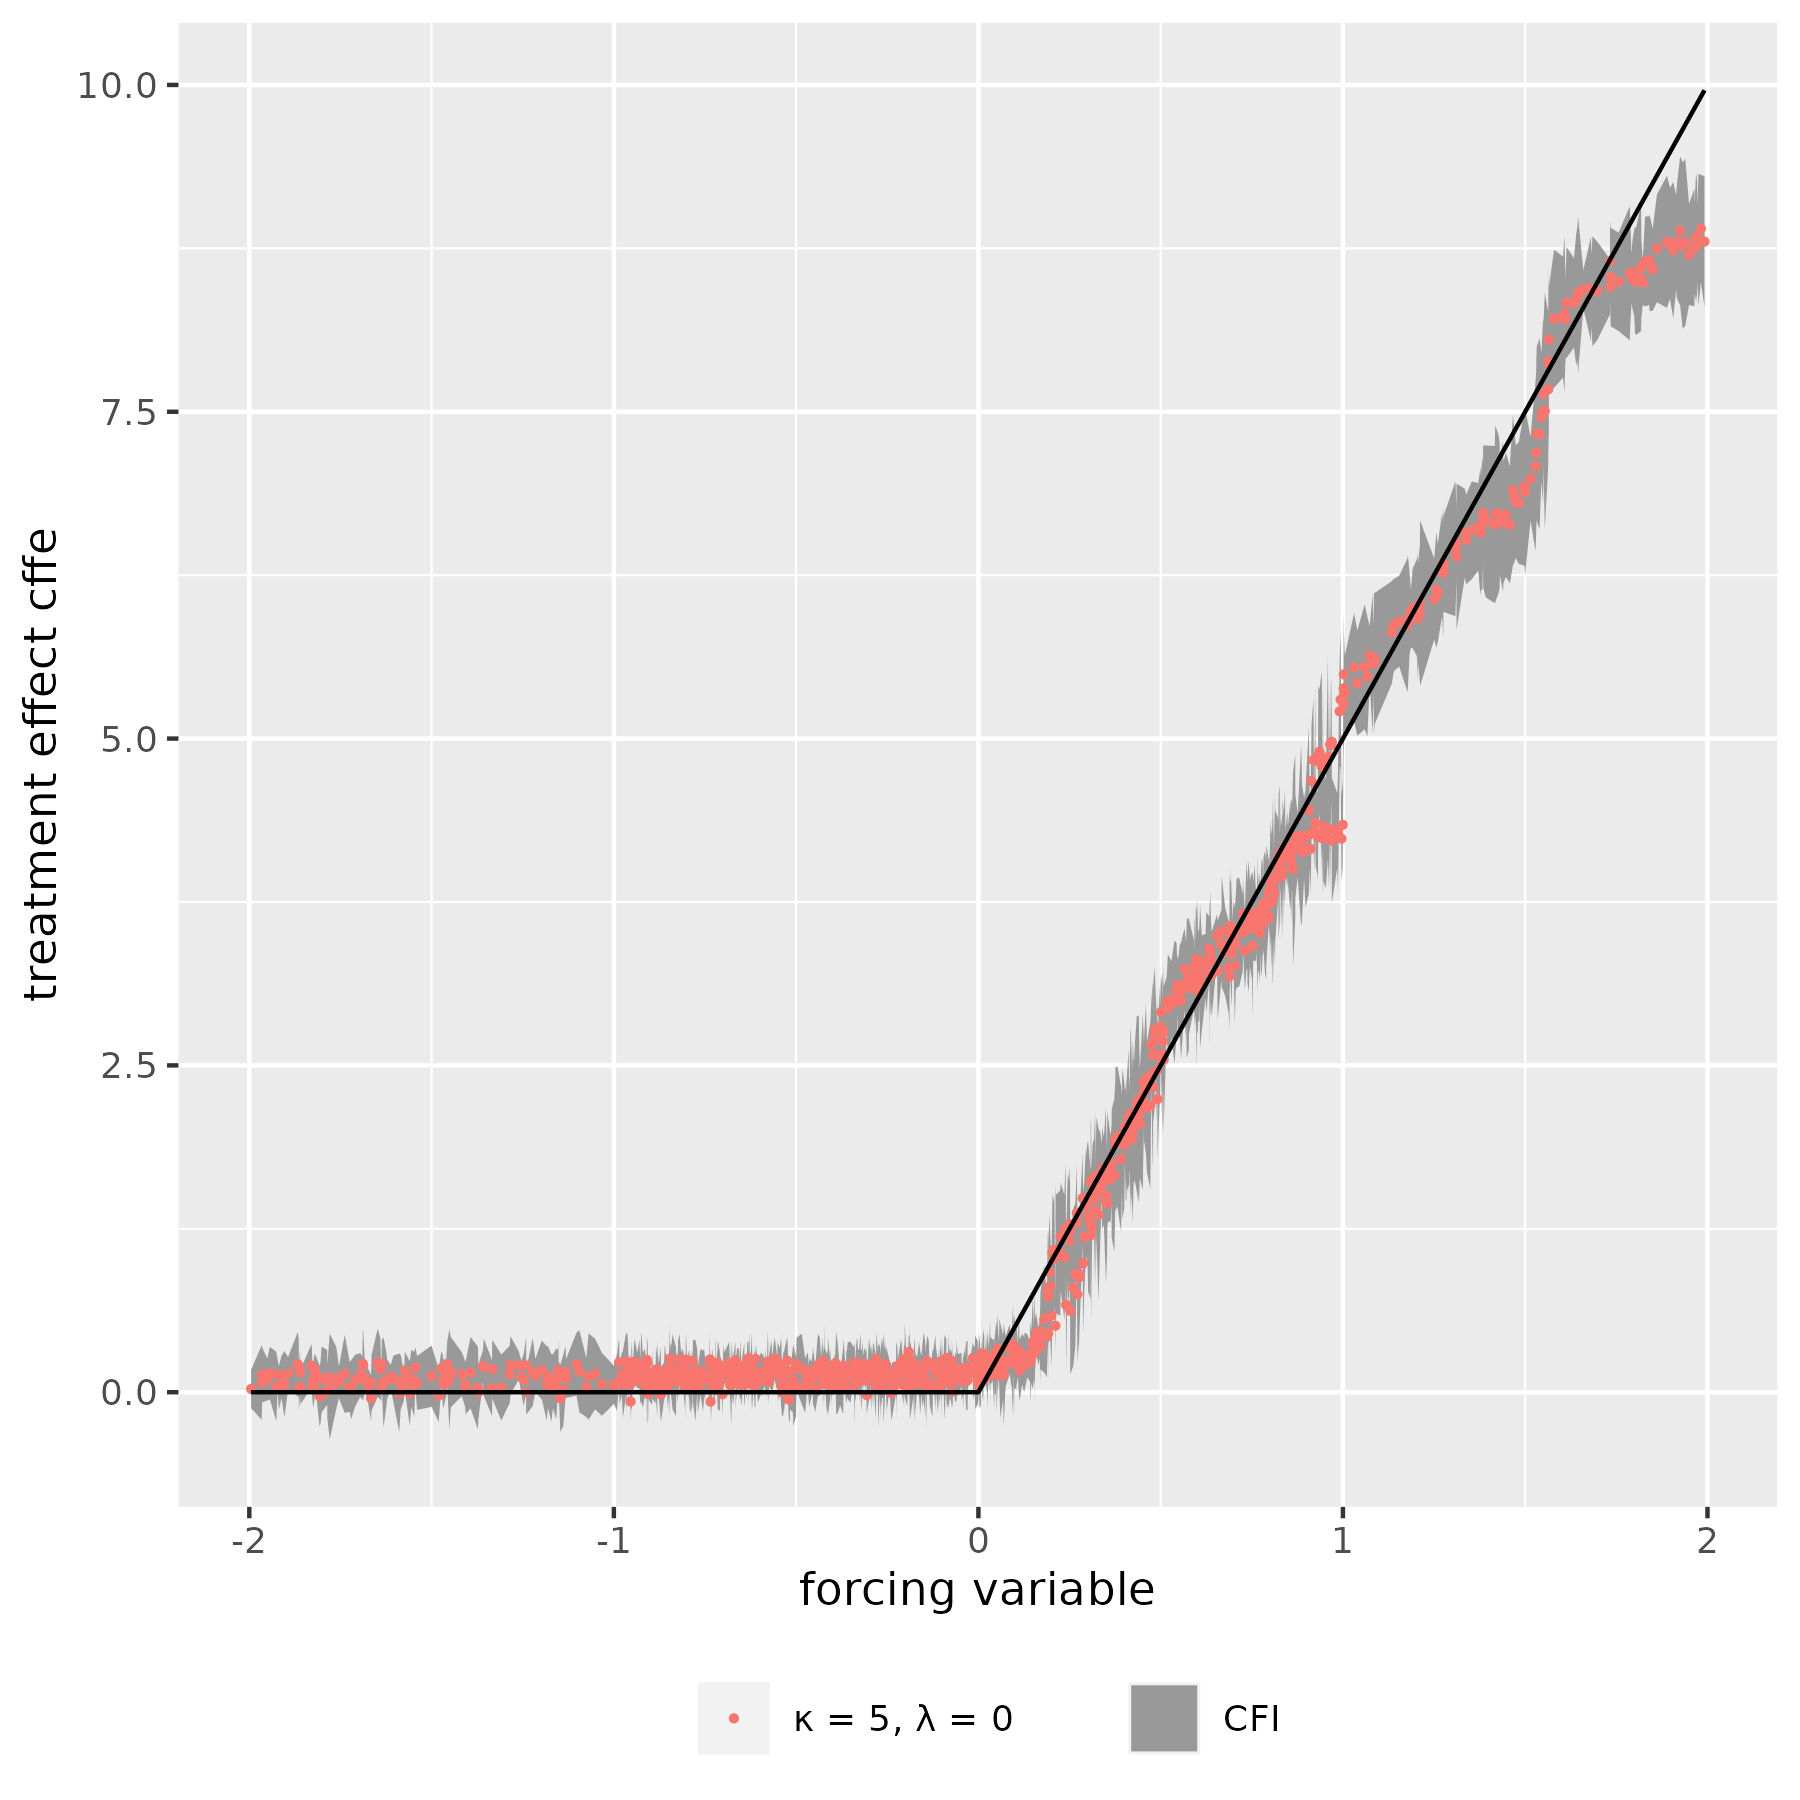 10.0
7.5
5.0
2.5
0.0
treatment effect cffe
-2 -1 0 1 2
forcing variable
κ = 5, λ = 0 CFI